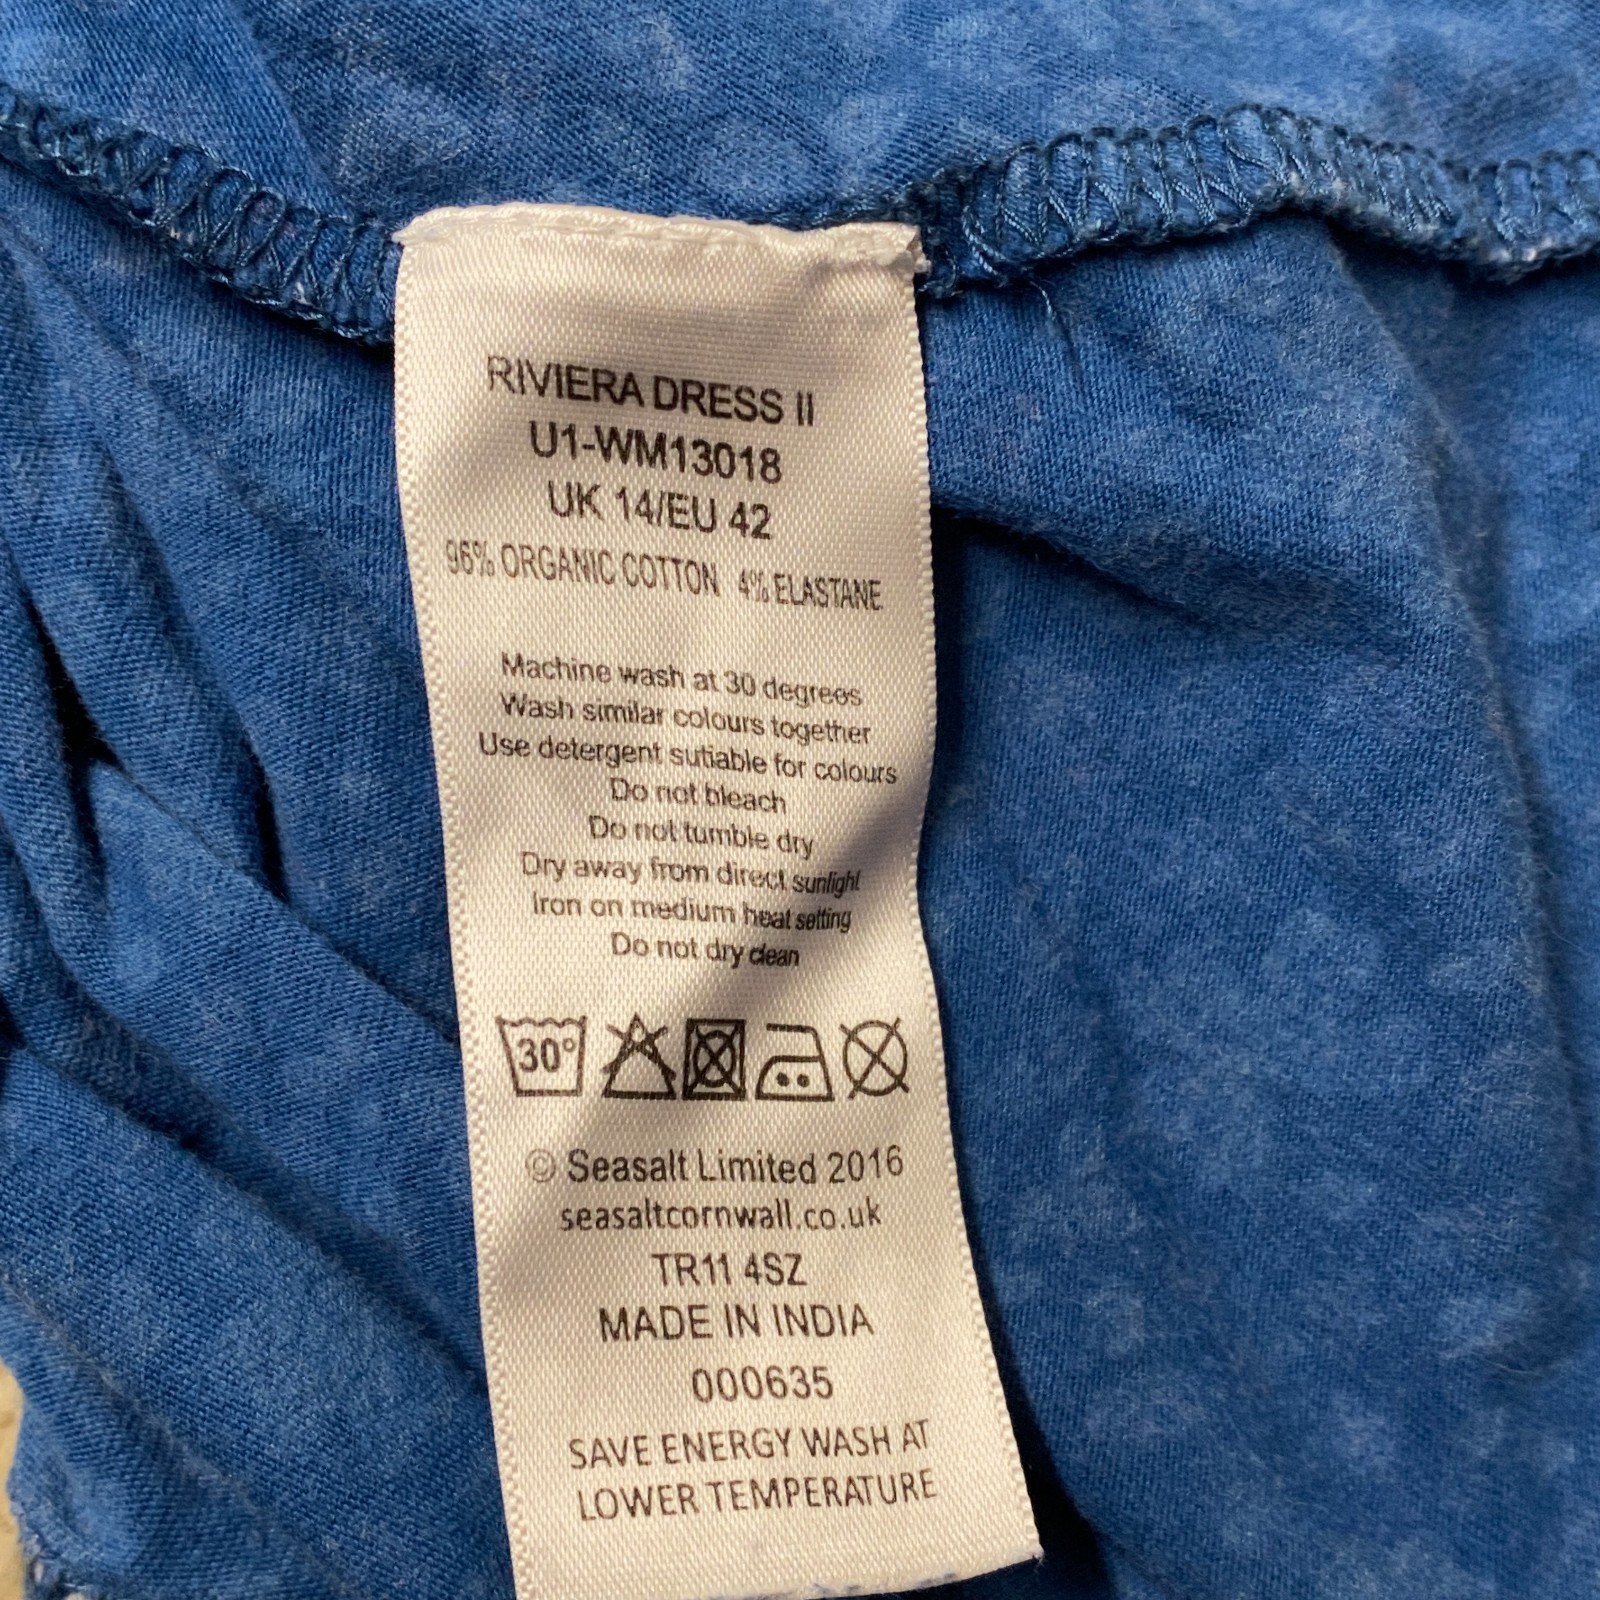 RIVIERA DRESS II
U1-WM13018
UK 14/EU 42
96% ORGANIC COTTON 4% ELASTANE
Machine wash at 30 degrees
Wash similar colours together
Use detergent sutiable for colours
Do not bleach
Do not tumble dry
Dry away from direct sunlight
Iron on medium heat setting
Do not dry clean
30°
© Seasalt Limited 2016
seasaltcornwall.co.uk
TR11 4SZ
MADE IN INDIA
000635
SAVE ENERGY WASH AT
LOWER TEMPERATURE